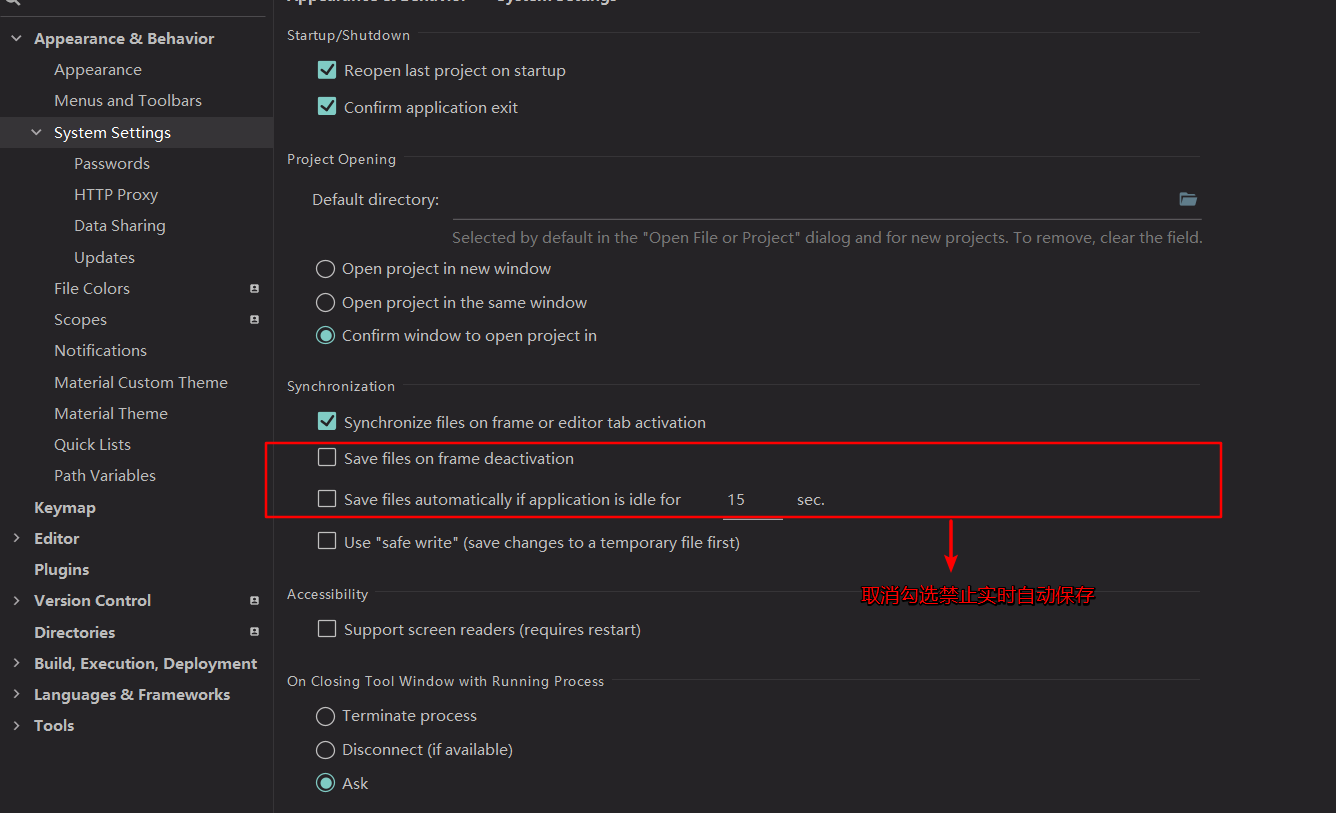 Appearance & Behavior
Appearance
Menus and Toolbars
System Settings
Passwords
HTTP Proxy
Data Sharing
Updates
File Colors
Scopes
Notifications
Material Custom Theme
Material Theme
Quick Lists
Path Variables
Keymap
Editor
Plugins
Version Control
Directories
Build, Execution, Deployment
Languages & Frameworks
Tools
Appearance & Behavior System Settings
Startup/Shutdown
Reopen last project on startup
Confirm application exit
Project Opening
Default directory:
Selected by default in the "Open File or Project" dialog and for new projects. To remove, clear the field.
Open project in new window
Open project in the same window
Confirm window to open project in
Synchronization
Synchronize files on frame or editor tab activation
Save files on frame deactivation
Save files automatically if application is idle for 15 sec.
Use "safe write" (save changes to a temporary file first)
取消勾选禁止实时自动保存
Accessibility
Support screen readers (requires restart)
On Closing Tool Window with Running Process
Terminate process
Disconnect (if available)
Ask